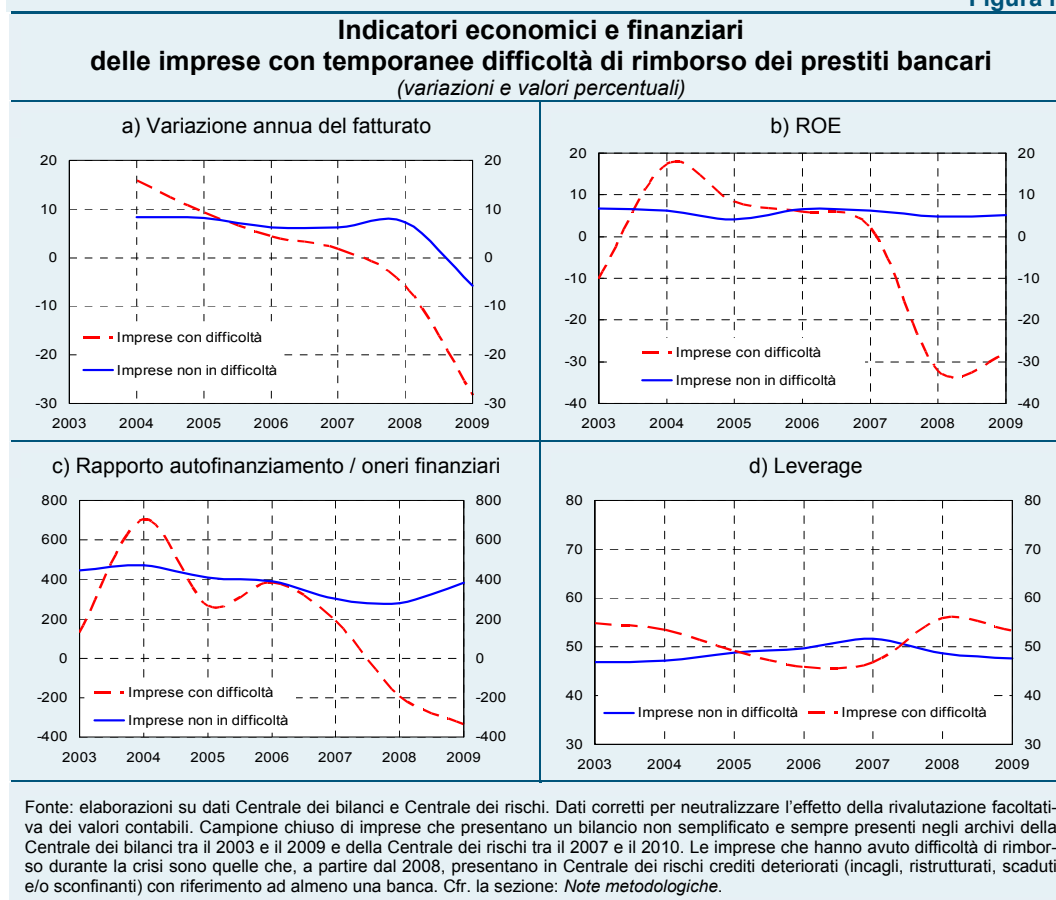 Figura
Indicatori economici e finanziari
delle imprese con temporanee difficoltà di rimborso dei prestiti bancari
(variazioni e valori percentuali)
a) Variazione annua del fatturato
20
10
0
-10
-20
-30
20
10
0
-10
-20
-30
Imprese con difficoltà
Imprese non in difficoltà
2003 2004 2005 2006 2007 2008 2009
b) ROE
20
10
0
-10
-20
-30
-40
20
10
0
-10
-20
-30
-40
Imprese con difficoltà
Imprese non in difficoltà
2003 2004 2005 2006 2007 2008 2009
c) Rapporto autofinanziamento / oneri finanziari
800
600
400
200
0
-200
-400
800
600
400
200
0
-200
-400
Imprese con difficoltà
Imprese non in difficoltà
2003 2004 2005 2006 2007 2008 2009
d) Leverage
80
70
60
50
40
30
80
70
60
50
40
30
Imprese non in difficoltà Imprese con difficoltà
2003 2004 2005 2006 2007 2008 2009
Fonte: elaborazioni su dati Centrale dei bilanci e Centrale dei rischi. Dati corretti per neutralizzare l'effetto della rivalutazione facoltati-
va dei valori contabili. Campione chiuso di imprese che presentano un bilancio non semplificato e sempre presenti negli archivi della
Centrale dei bilanci tra il 2003 e il 2009 e della Centrale dei rischi tra il 2007 e il 2010. Le imprese che hanno avuto difficoltà di rimbor-
so durante la crisi sono quelle che, a partire dal 2008, presentano in Centrale dei rischi crediti deteriorati (incagli, ristrutturati, scaduti
e/o sconfinanti) con riferimento ad almeno una banca. Cfr. la sezione: Note metodologiche.